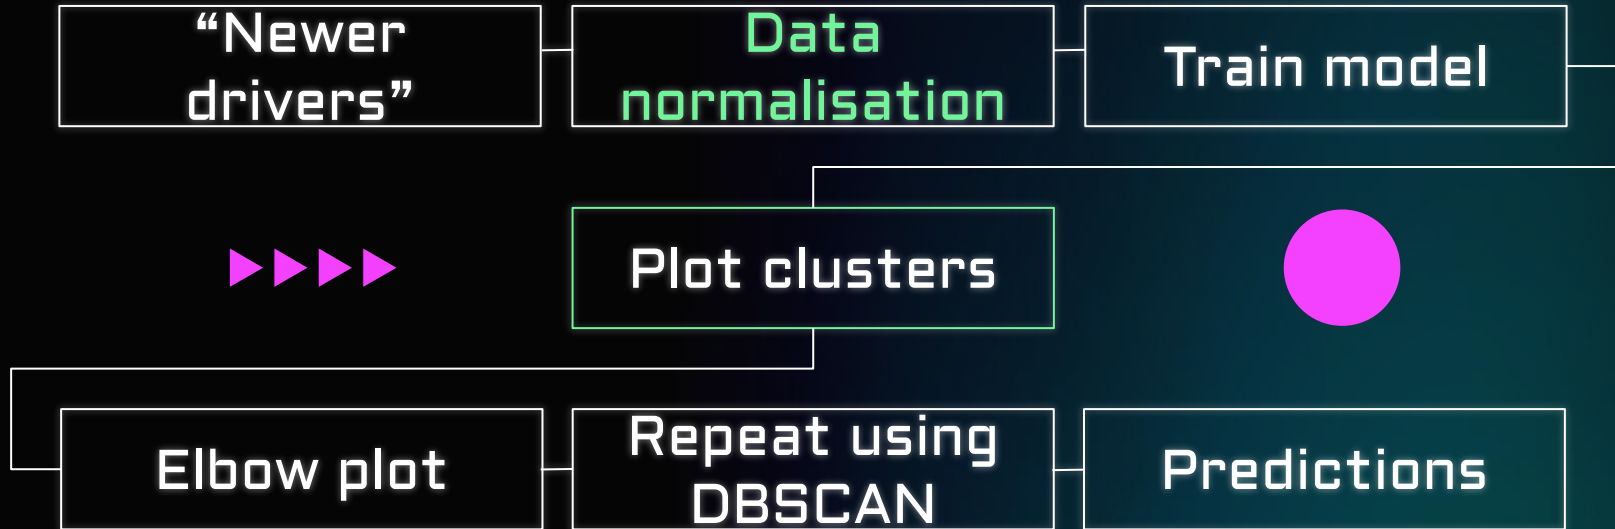 “Newer
drivers”
Data
normalisation
Train model
Plot clusters
Elbow plot
Repeat using
DBSCAN
Predictions